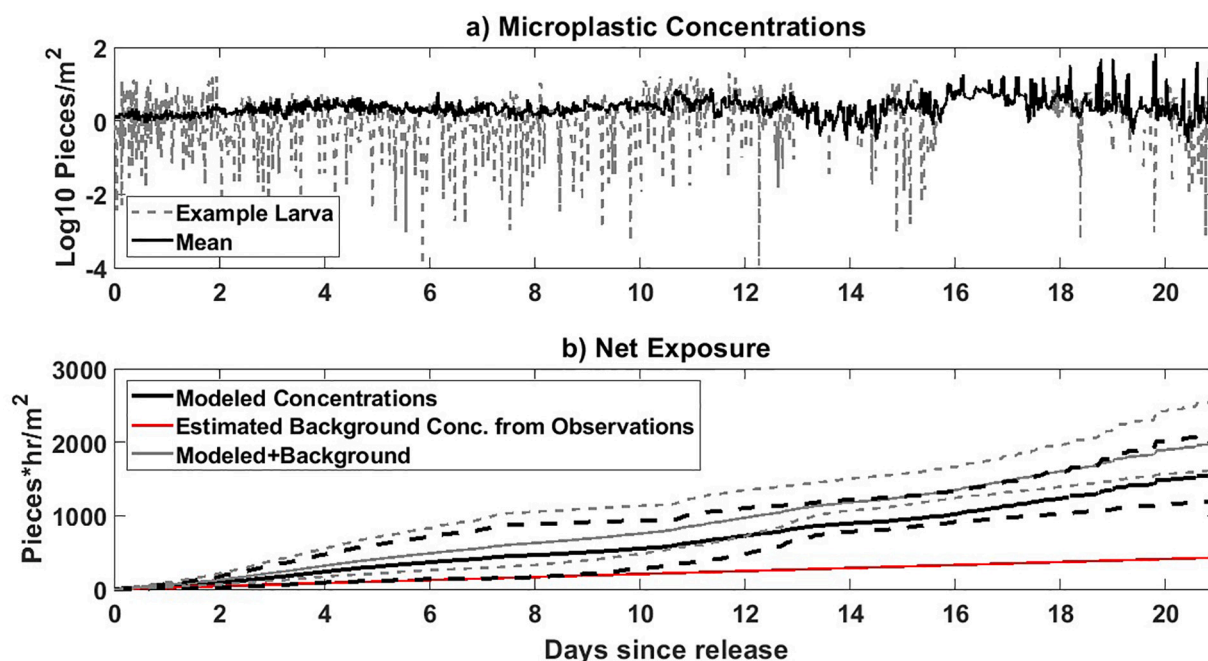 a) Microplastic Concentrations
Log10 Pieces/m²
2
0
-2
-4
Example Larva
Mean
0 2 4 6 8 10 12 14 16 18 20
b) Net Exposure
Pieces*hr/m²
3000
2000
1000
0
Modeled Concentrations
Estimated Background Conc. from Observations
Modeled+Background
0 2 4 6 8 10 12 14 16 18 20
Days since release